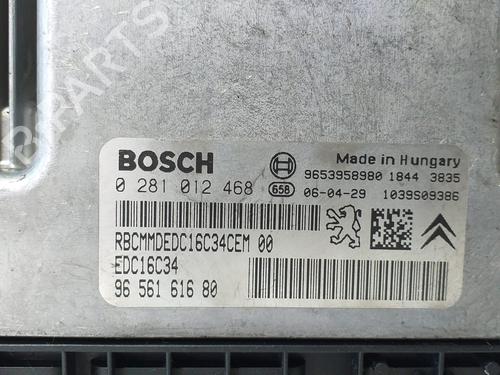 BOSCH
Made in Hungary
9653958980 1844 3835
0 281 012 468
658
06-04-29
1039S09386
RBCMMDEDC16C34CEM 00
EDC16C34
96 561 616 80